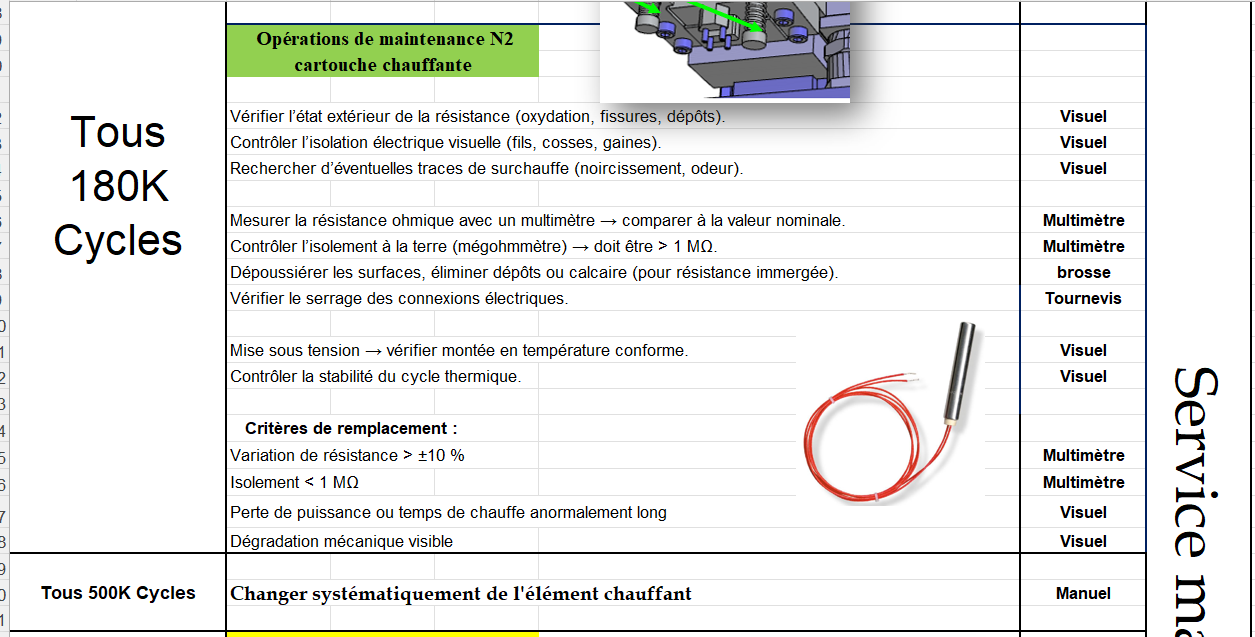 Opérations de maintenance N2
cartouche chauffante
Tous
180K
Cycles
Vérifier l’état extérieur de la résistance (oxydation, fissures, dépôts). Visuel
Contrôler l’isolation électrique visuelle (fils, cosses, gaines). Visuel
Rechercher d’éventuelles traces de surchauffe (noircissement, odeur). Visuel
Mesurer la résistance ohmique avec un multimètre → comparer à la valeur nominale. Multimètre
Contrôler l’isolement à la terre (mégohmmètre) → doit être > 1 MΩ. Multimètre
Dépoussiérer les surfaces, éliminer dépôts ou calcaire (pour résistance immergée). brosse
Vérifier le serrage des connexions électriques. Tournevis
Mise sous tension → vérifier montée en température conforme. Visuel
Contrôler la stabilité du cycle thermique. Visuel
Critères de remplacement :
Variation de résistance > ±10 % Multimètre
Isolement < 1 MΩ Multimètre
Perte de puissance ou temps de chauffe anormalement long Visuel
Dégradation mécanique visible Visuel
Tous 500K Cycles Changer systématiquement de l'élément chauffant Manuel
Service